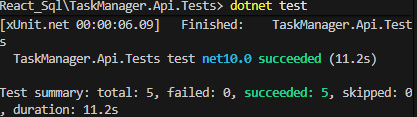 React_Sql\TaskManager.Api.Tests> dotnet test
[xUnit.net 00:00:06.09]   Finished:    TaskManager.Api.Test
s
  TaskManager.Api.Tests test net10.0 succeeded (11.2s)
Test summary: total: 5, failed: 0, succeeded: 5, skipped: 0
, duration: 11.2s